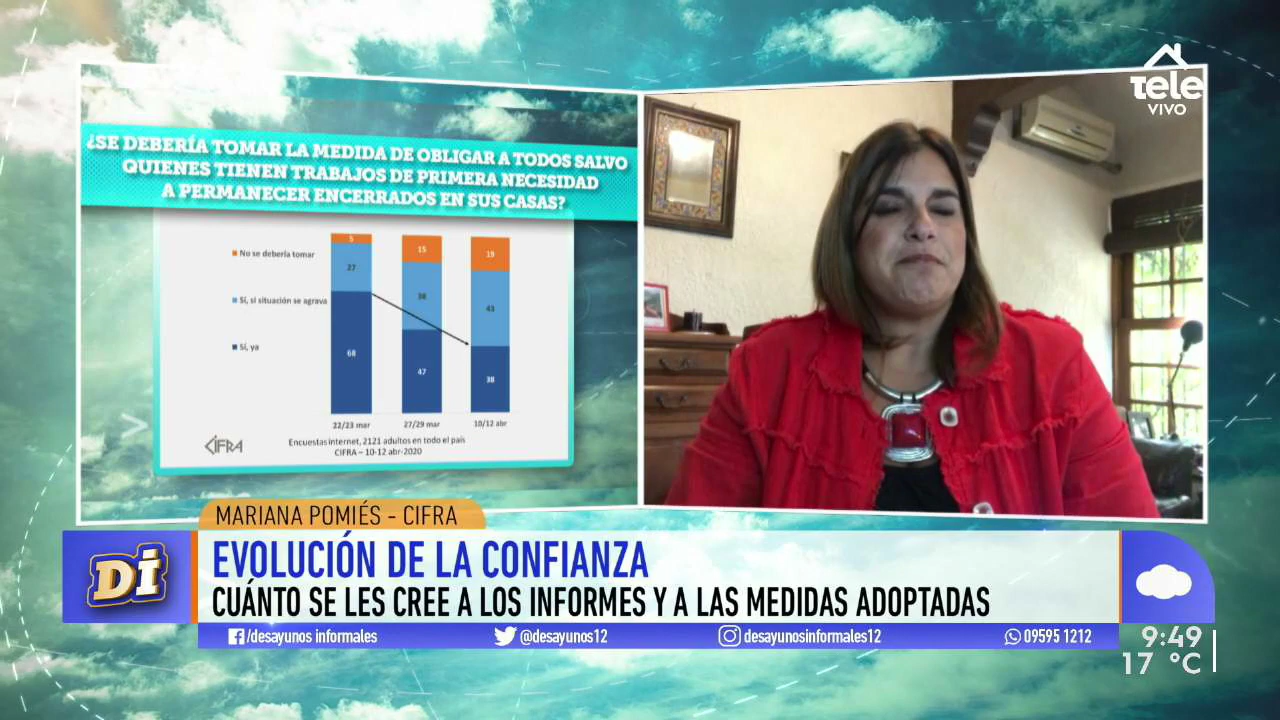 tele
VIVO
¿SE DEBERÍA TOMAR LA MEDIDA DE OBLIGAR A TODOS SALVO
QUIENES TIENEN TRABAJOS DE PRIMERA NECESIDAD
A PERMANECER ENCERRADOS EN SUS CASAS?
No se debería tomar
Sí, si situación se agrava
Sí, ya
5
27
68
15
38
47
19
43
38
22/23 mar
27/29 mar
10/12 abr
CIFRA
Encuestas internet, 2121 adultos en todo el país
CIFRA – 10-12 abr-2020
MARIANA POMIÉS - CIFRA
Di
EVOLUCIÓN DE LA CONFIANZA
CUÁNTO SE LES CREE A LOS INFORMES Y A LAS MEDIDAS ADOPTADAS
/desayunos informales
@desayunos12
desayunosinformales12
09595 1212
9:49
17 °C